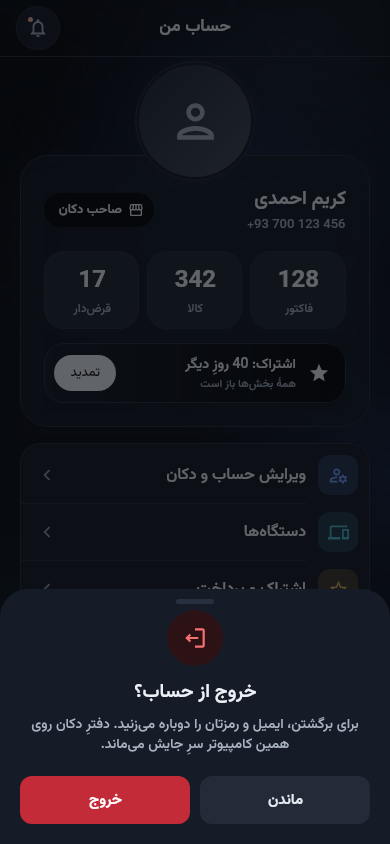 حساب من
کریم احمدی
+93 700 123 456
صاحب دکان
128
فاکتور
342
کالا
17
قرض‌دار
اشتراک: 40 روزِ دیگر
همهٔ بخش‌ها باز است
تمدید
ویرایش حساب و دکان
دستگاه‌ها
اشتراک و پرداخت
خروج از حساب؟
برای برگشتن، ایمیل و رمزتان را دوباره می‌زنید. دفترِ دکان روی
همین کامپیوتر سرِ جایش می‌ماند.
ماندن
خروج